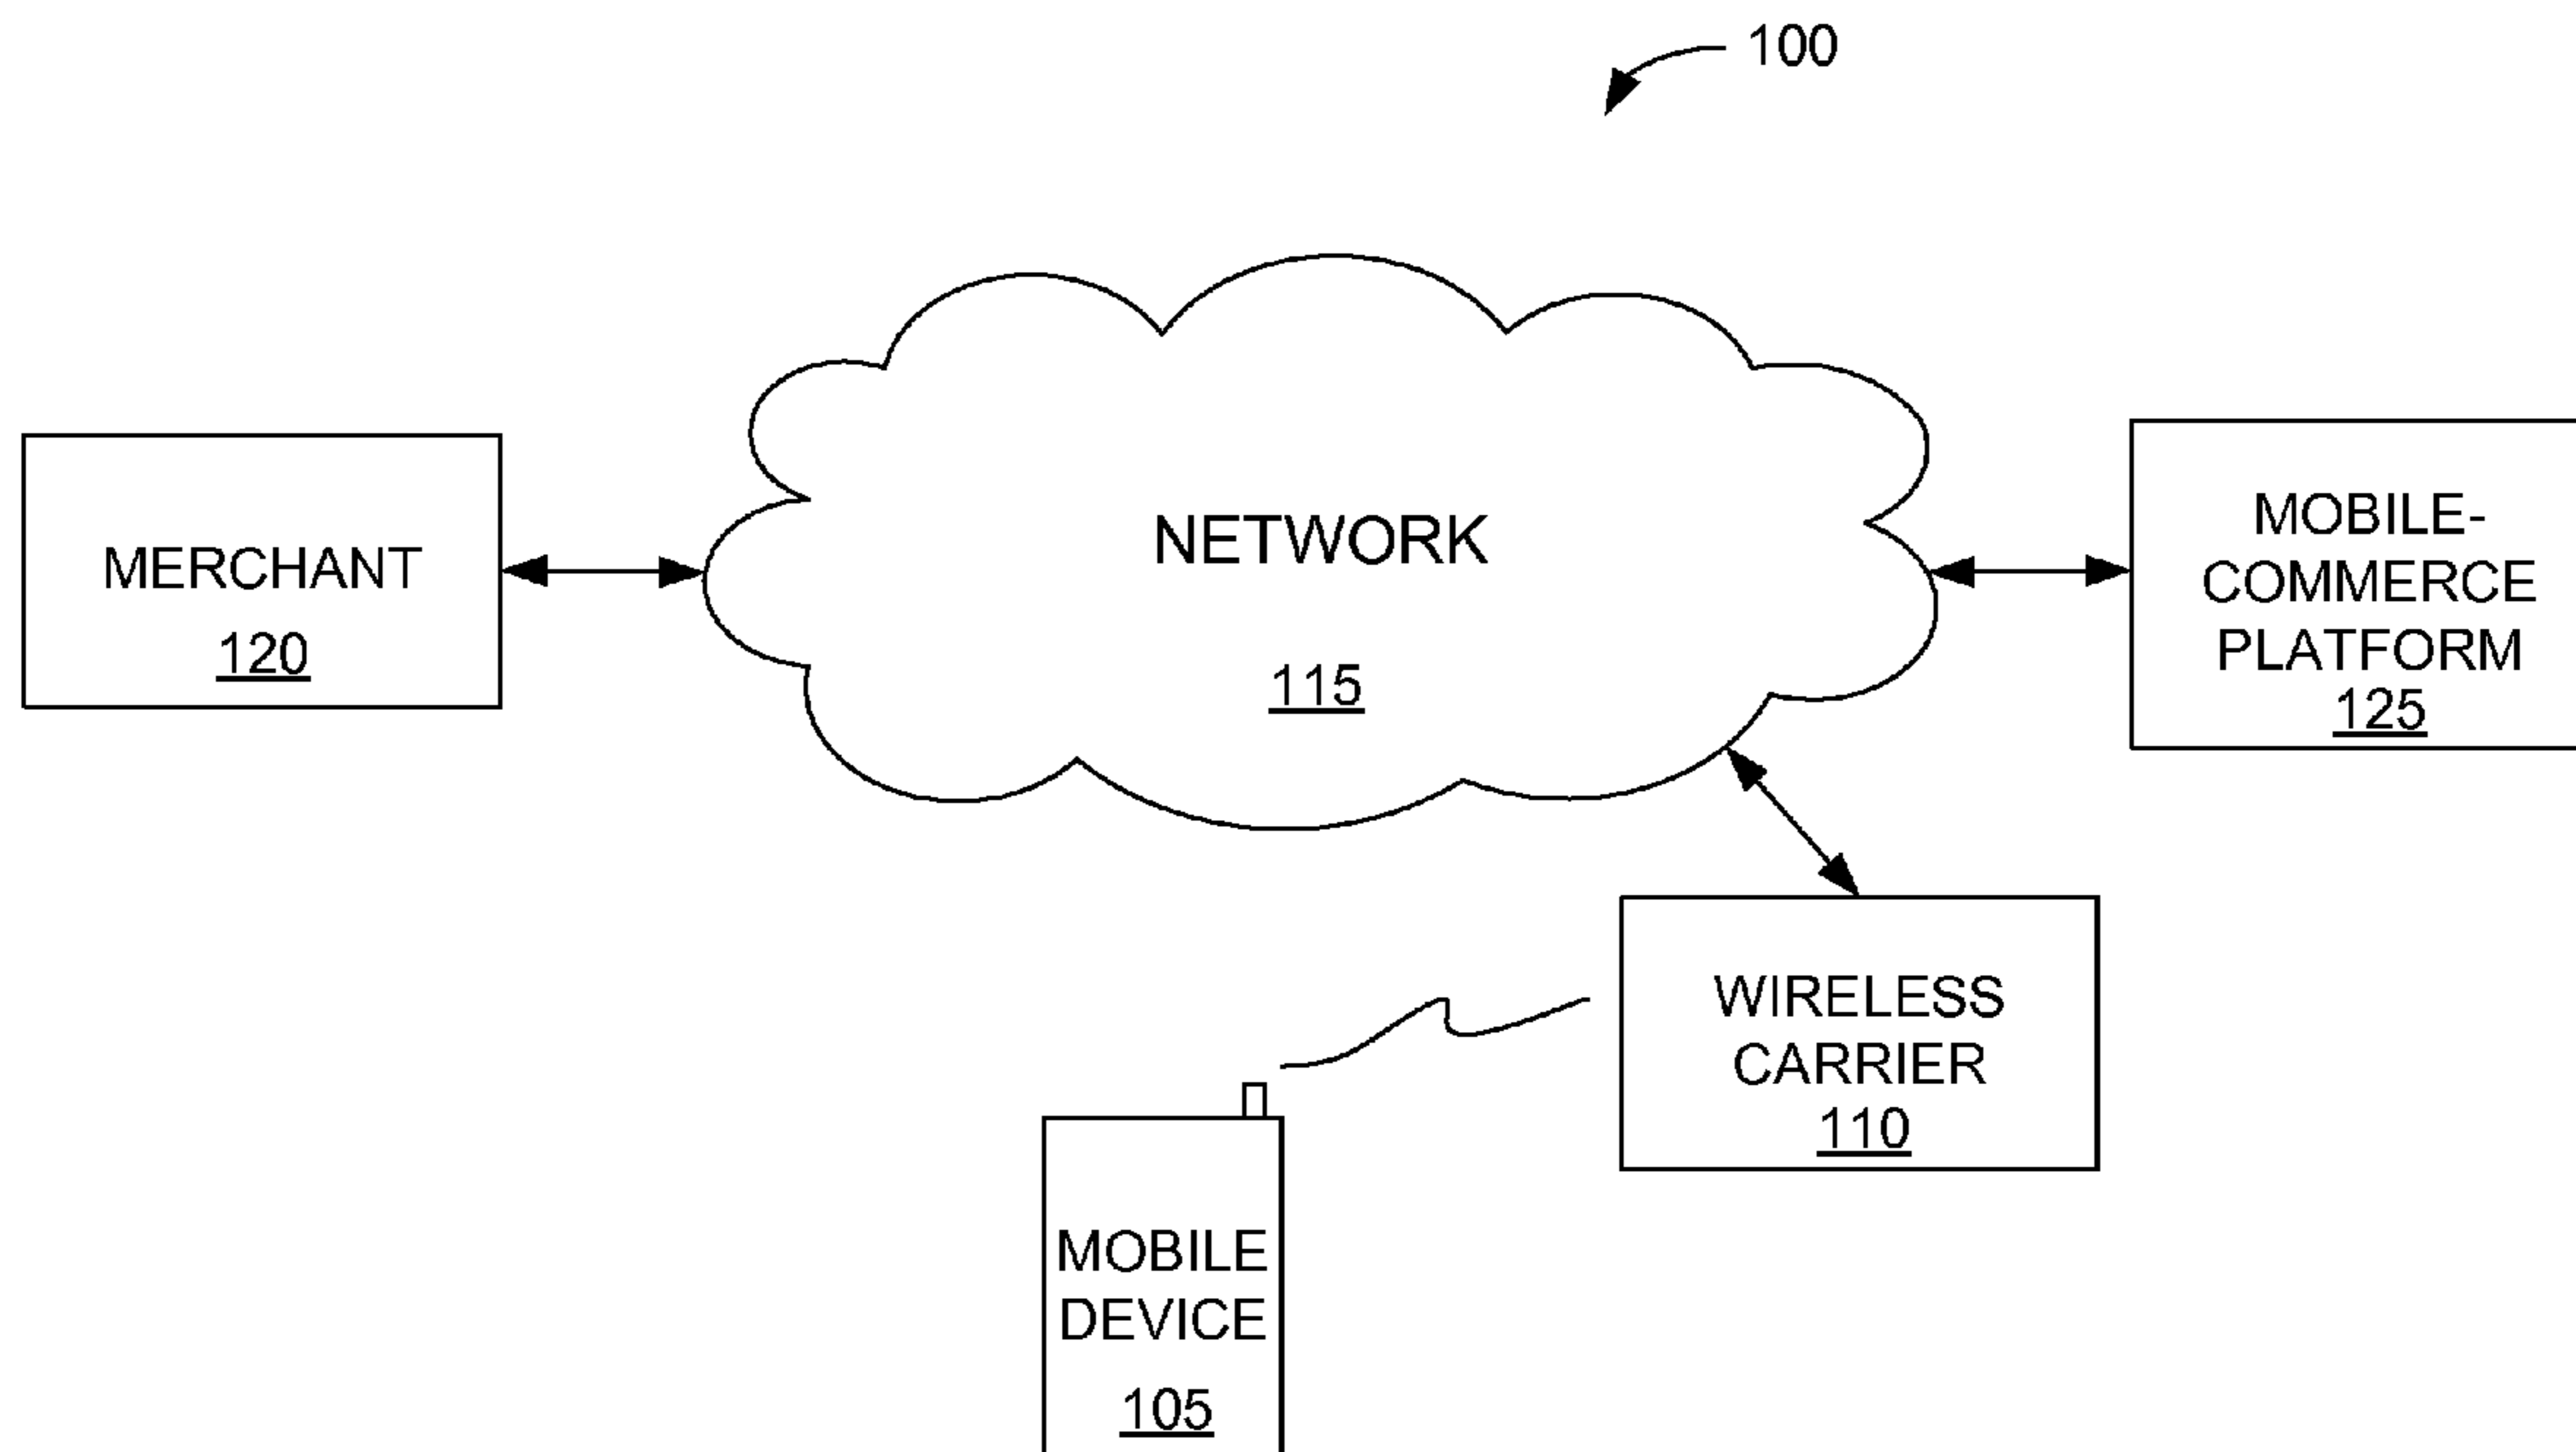 100
MERCHANT
120
NETWORK
115
MOBILE-
COMMERCE
PLATFORM
125
WIRELESS
CARRIER
110
MOBILE
DEVICE
105